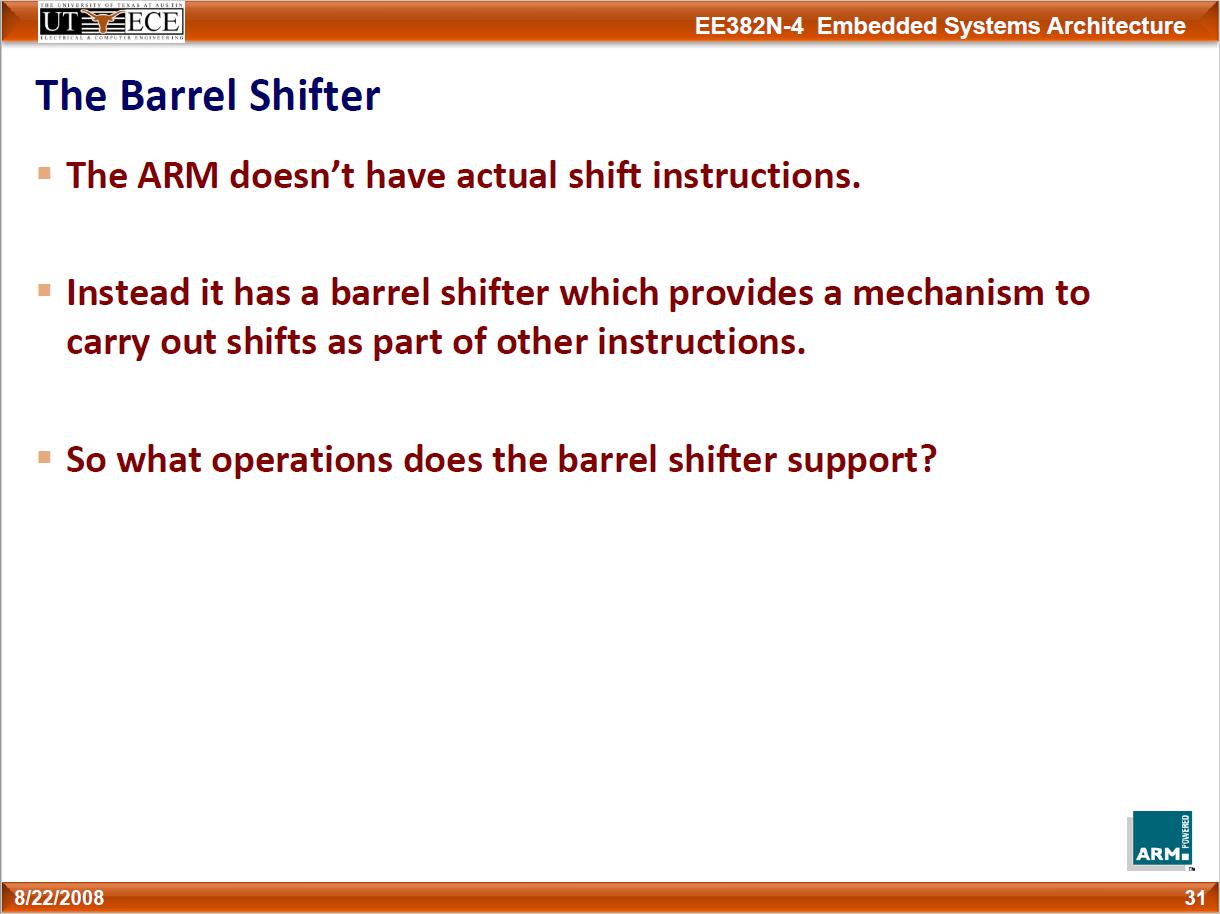 THE UNIVERSITY OF TEXAS AT AUSTIN
UT ECE
ELECTRICAL & COMPUTER ENGINEERING
EE382N-4 Embedded Systems Architecture
The Barrel Shifter
The ARM doesn’t have actual shift instructions.
Instead it has a barrel shifter which provides a mechanism to
carry out shifts as part of other instructions.
So what operations does the barrel shifter support?
ARM POWERED
TM
8/22/2008
31